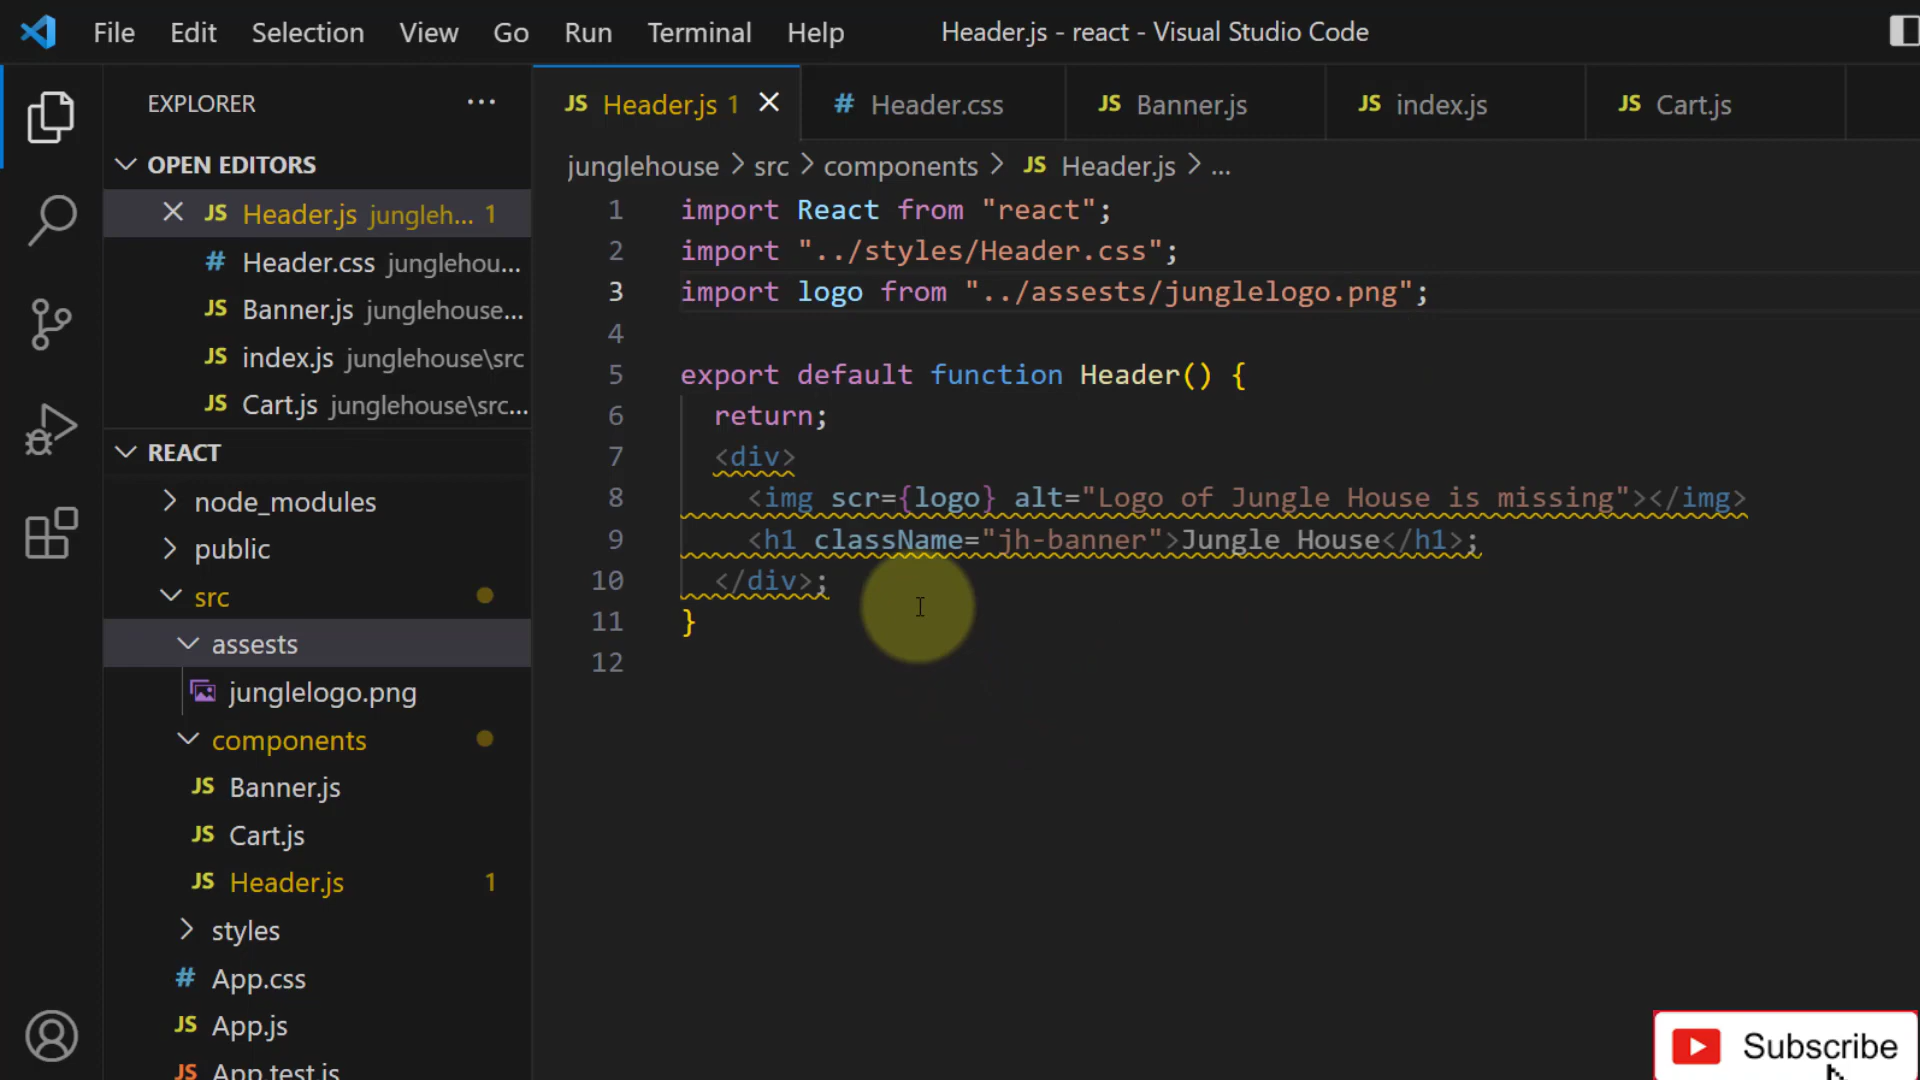 File Edit Selection View Go Run Terminal Help Header.js - react - Visual Studio Code
EXPLORER ...
JS Header.js 1 # Header.css JS Banner.js JS index.js JS Cart.js
OPEN EDITORS
JS Header.js jungleh... 1
# Header.css junglehou...
JS Banner.js junglehouse...
JS index.js junglehouse\src
JS Cart.js junglehouse\src...
REACT
node_modules
public
src
assests
junglelogo.png
components
JS Banner.js
JS Cart.js
JS Header.js 1
styles
# App.css
JS App.js
JS App.test.js
junglehouse > src > components > JS Header.js > ...
1 import React from "react";
2 import "../styles/Header.css";
3 import logo from "../assests/junglelogo.png";
4
5 export default function Header() {
6 return;
7 <div>
8 <img scr={logo} alt="Logo of Jungle House is missing"></img>
9 <h1 className="jh-banner">Jungle House</h1>;
10 </div>;
11 }
12
Subscribe